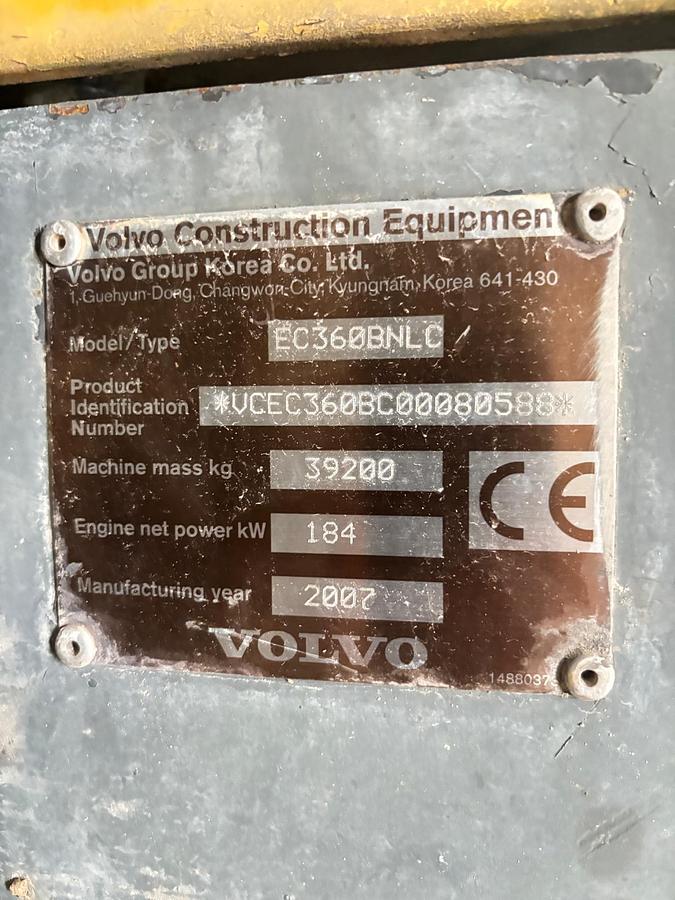 Volvo Construction Equipmen
Volvo Group Korea Co. Ltd.
1, Guehyun-Dong, Changwon-City, Kyungnam, Korea 641-430
Model/Type EC360BNLC
Product
Identification *VCEC360BC00080588*
Number
Machine mass kg 39200
CE
Engine net power kW 184
Manufacturing year 2007
VOLVO
1488037